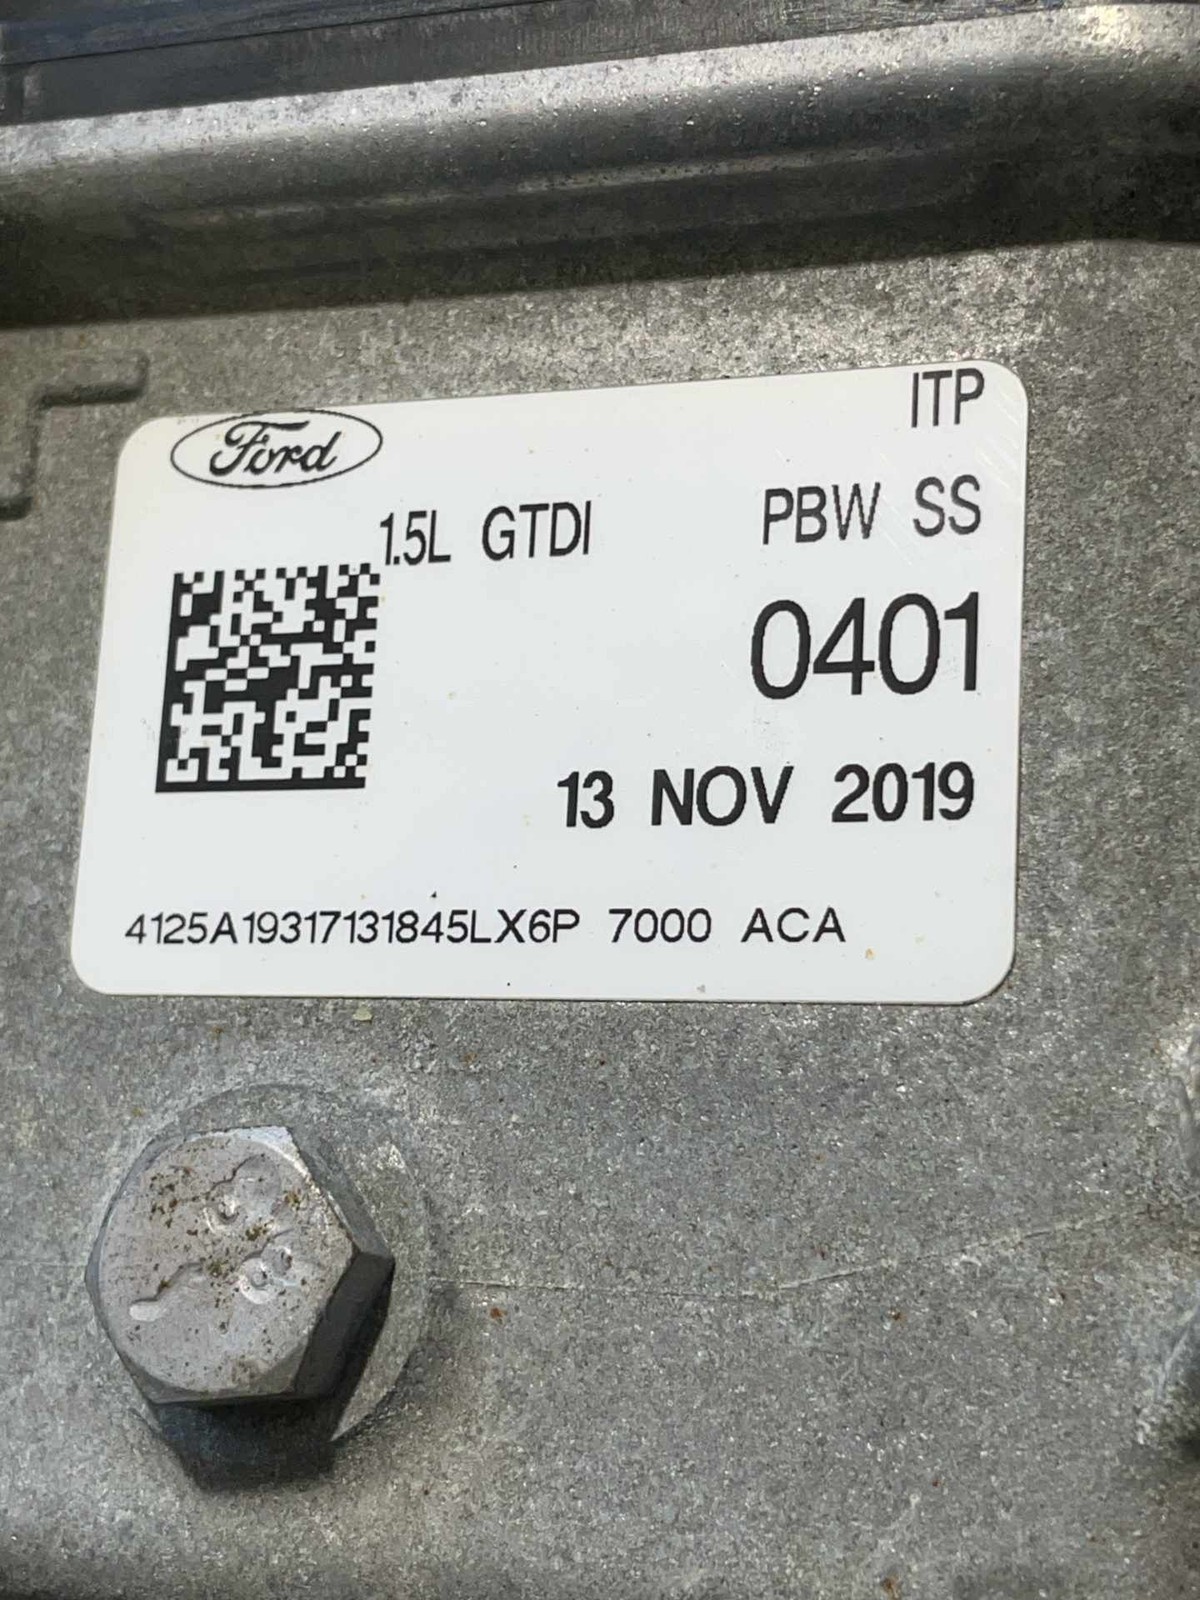 ITP
Ford
1.5L GTDI PBW SS
0401
13 NOV 2019
4125A19317131845LX6P 7000 ACA